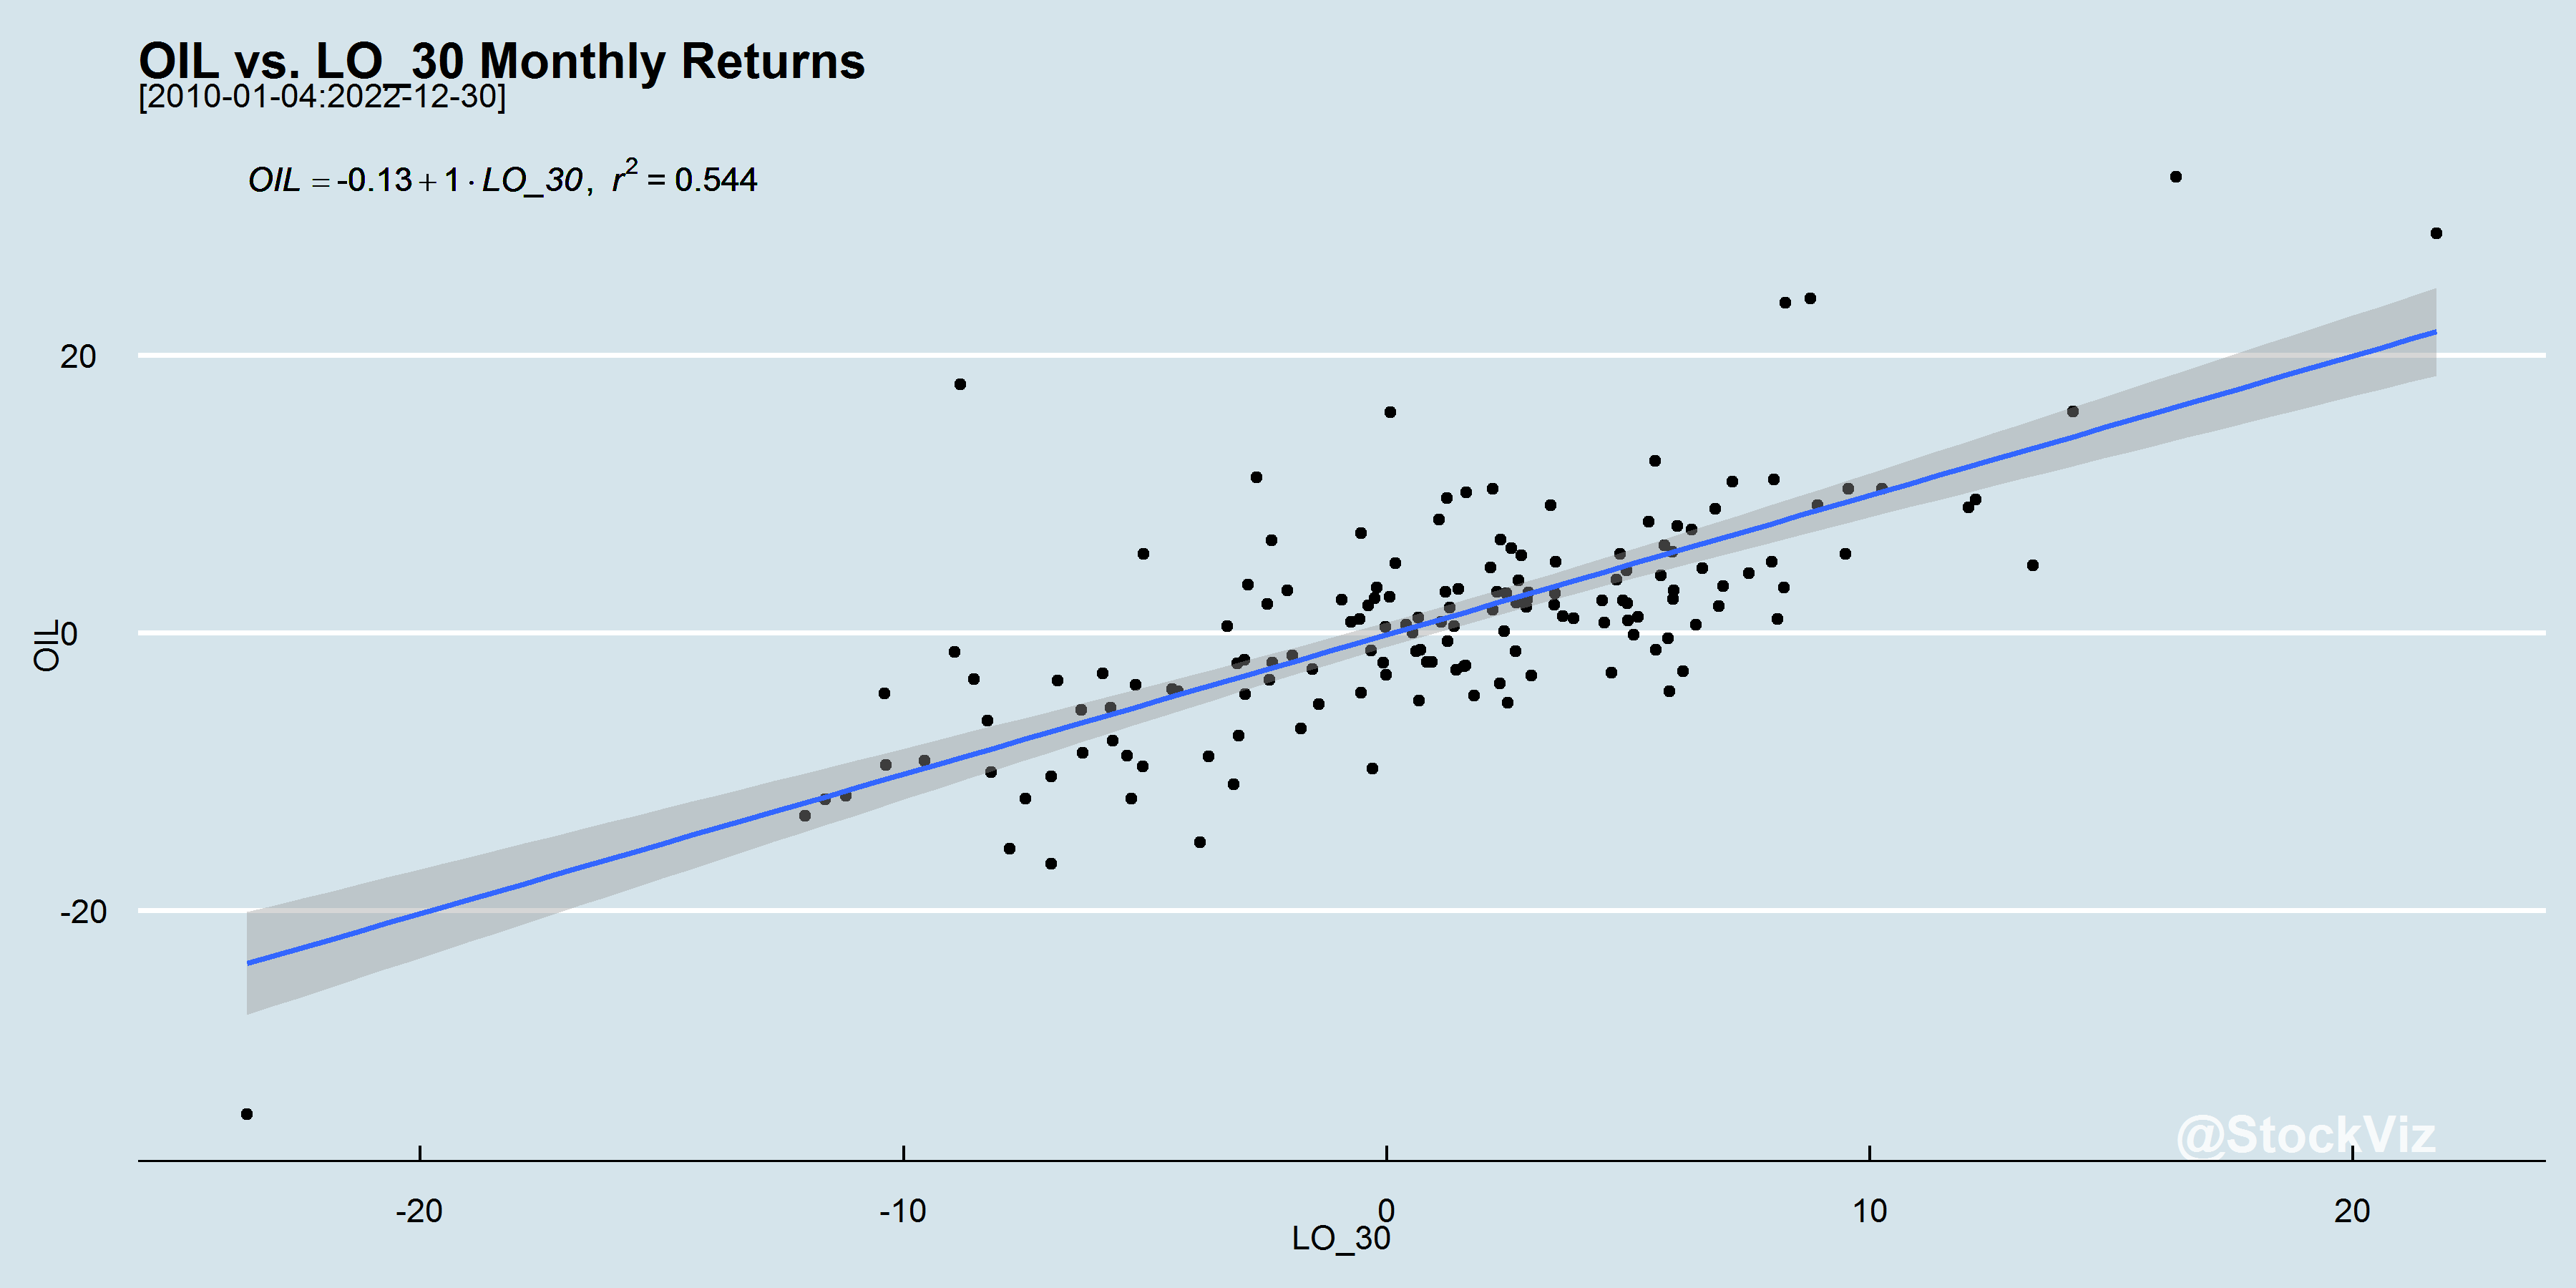 OIL vs. LO_30 Monthly Returns
[2010-01-04:2022-12-30]
OIL = -0.13 + 1 · LO_30, r² = 0.544
20
0
-20
OIL
@StockViz
-20 -10 0 10 20
LO_30